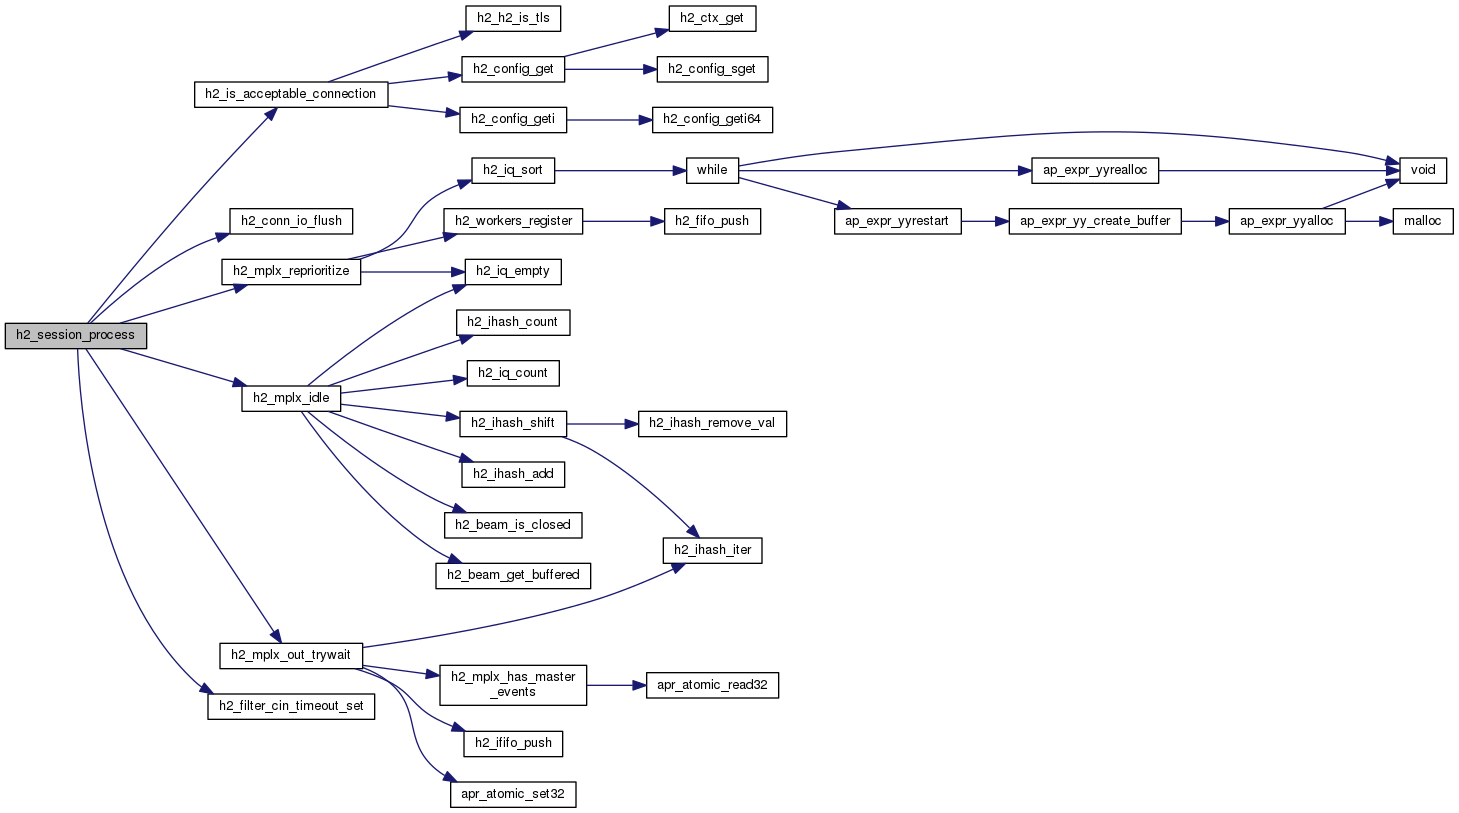 h2_h2_is_tls
h2_ctx_get
h2_config_get
h2_config_sget
h2_is_acceptable_connection
h2_config_geti
h2_config_geti64
h2_iq_sort
while
ap_expr_yyrealloc
void
h2_conn_io_flush
h2_workers_register
h2_fifo_push
ap_expr_yyrestart
ap_expr_yy_create_buffer
ap_expr_yyalloc
malloc
h2_mplx_reprioritize
h2_iq_empty
h2_ihash_count
h2_session_process
h2_iq_count
h2_mplx_idle
h2_ihash_shift
h2_ihash_remove_val
h2_ihash_add
h2_beam_is_closed
h2_ihash_iter
h2_beam_get_buffered
h2_mplx_out_trywait
h2_mplx_has_master
_events
apr_atomic_read32
h2_filter_cin_timeout_set
h2_ififo_push
apr_atomic_set32